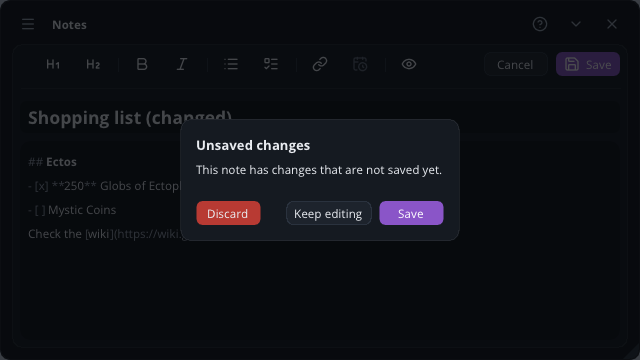 Notes
H1 H2 B I Cancel Save
Shopping list (changed)
## Ectos
- [x] **250** Globs of Ectopl
- [ ] Mystic Coins
Check the [wiki](https://wiki.
Unsaved changes
This note has changes that are not saved yet.
Discard Keep editing Save